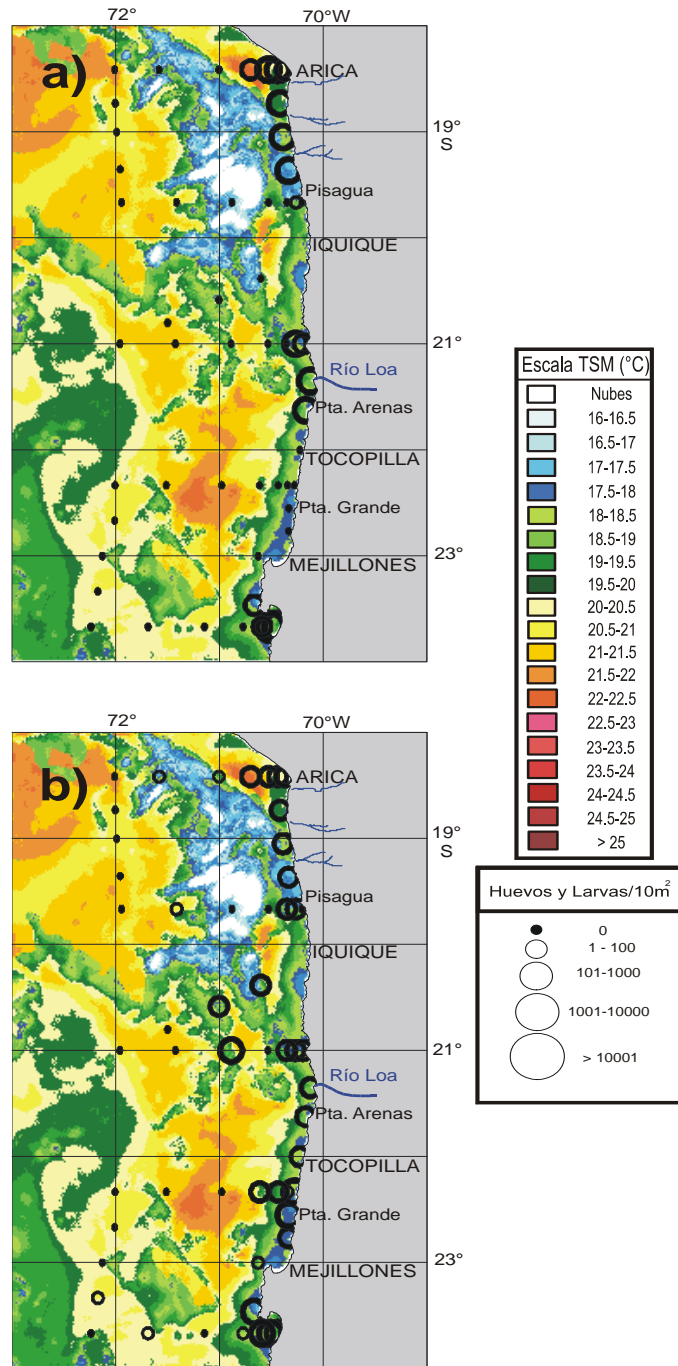 72°
70°W
a)
ARICA
19°
S
Pisagua
IQUIQUE
21°
Río Loa
Pta. Arenas
TOCOPILLA
Pta. Grande
23°
MEJILLONES
Escala TSM (°C)
Nubes
16-16.5
16.5-17
17-17.5
17.5-18
18-18.5
18.5-19
19-19.5
19.5-20
20-20.5
20.5-21
21-21.5
21.5-22
22-22.5
22.5-23
23-23.5
23.5-24
24-24.5
24.5-25
> 25
Huevos y Larvas/10m²
0
1 - 100
101-1000
1001-10000
> 10001
72°
70°W
b)
ARICA
19°
S
Pisagua
IQUIQUE
21°
Río Loa
Pta. Arenas
TOCOPILLA
Pta. Grande
23°
MEJILLONES